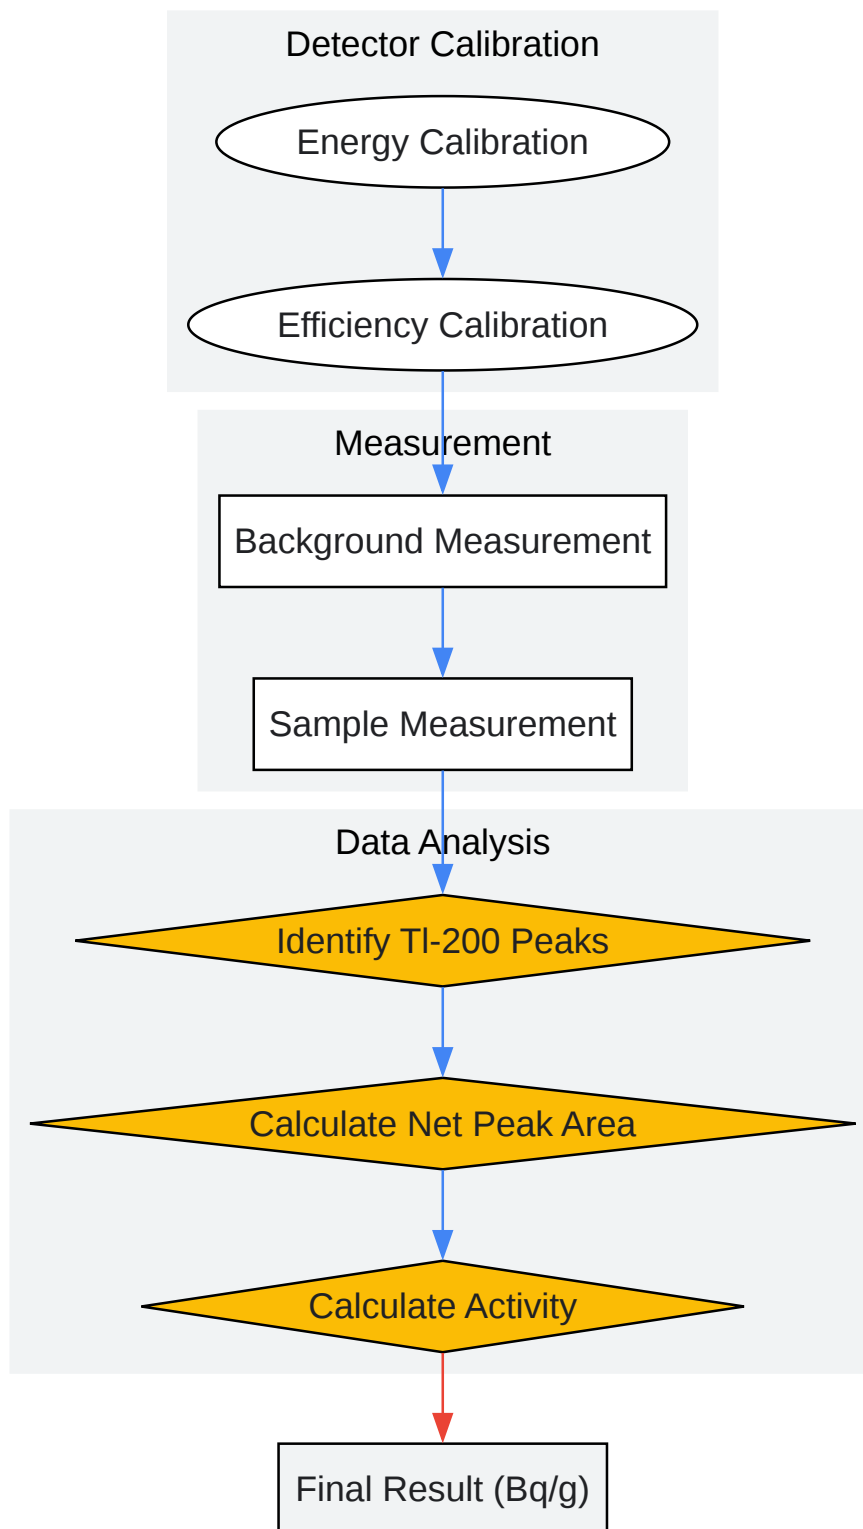 Detector Calibration
Energy Calibration
Efficiency Calibration
Measurement
Background Measurement
Sample Measurement
Data Analysis
Identify Tl-200 Peaks
Calculate Net Peak Area
Calculate Activity
Final Result (Bq/g)